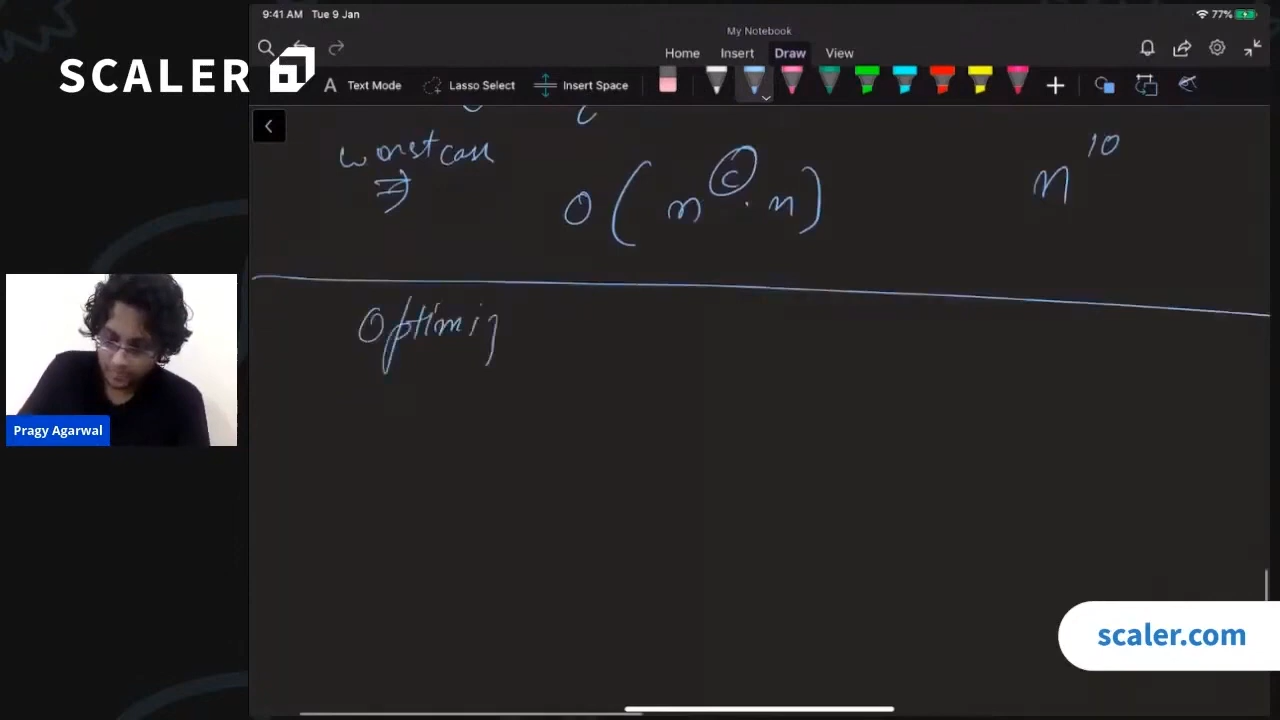 9:41 AM Tue 9 Jan
77%
My Notebook
Home Insert Draw View
SCALER
Text Mode Lasso Select Insert Space
worst case
O ( n^c . n )
n^10
Optimiz
Pragy Agarwal
scaler.com